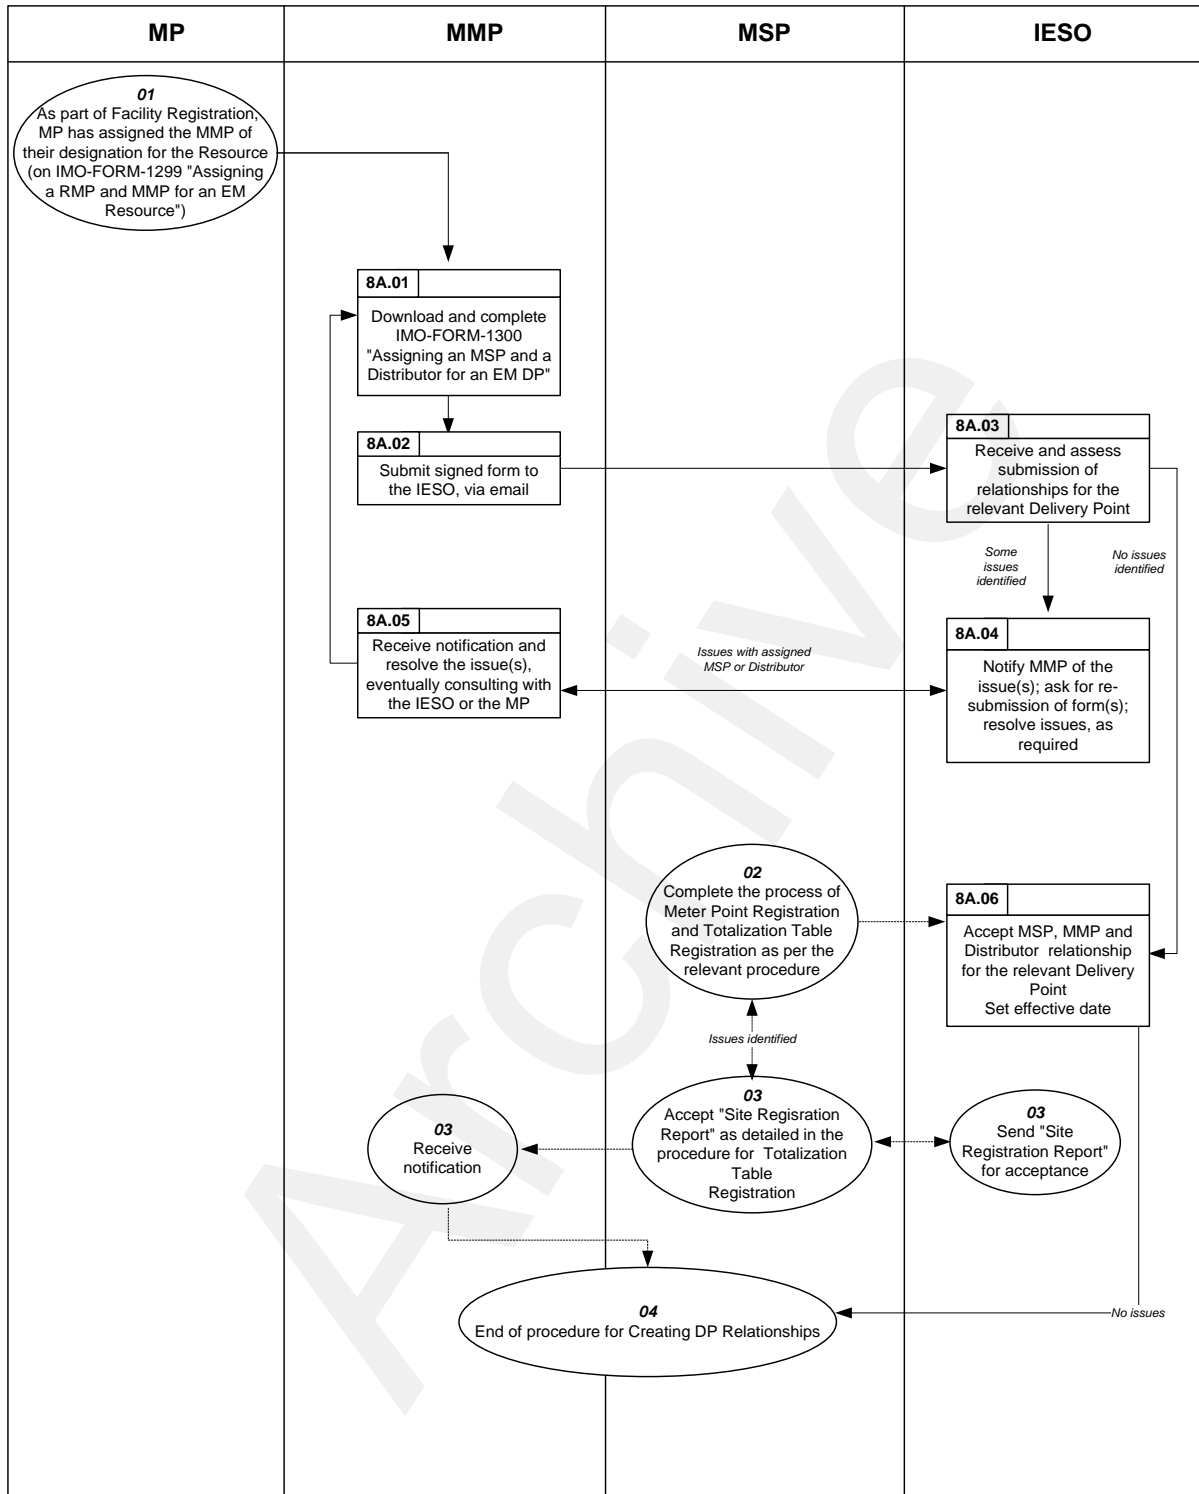 MP
MMP
MSP
IESO
01
As part of Facility Registration,
MP has assigned the MMP of
their designation for the Resource
(on IMO-FORM-1299 "Assigning
a RMP and MMP for an EM
Resource")
8A.01
Download and complete
IMO-FORM-1300
"Assigning an MSP and a
Distributor for an EM DP"
8A.02
Submit signed form to
the IESO, via email
8A.03
Receive and assess
submission of
relationships for the
relevant Delivery Point
Some
issues
identified
No issues
identified
8A.05
Receive notification and
resolve the issue(s),
eventually consulting with
the IESO or the MP
Issues with assigned
MSP or Distributor
8A.04
Notify MMP of the
issue(s); ask for re-
submission of form(s);
resolve issues, as
required
02
Complete the process of
Meter Point Registration
and Totalization Table
Registration as per the
relevant procedure
8A.06
Accept MSP, MMP and
Distributor relationship
for the relevant Delivery
Point
Set effective date
Issues identified
03
Receive
notification
03
Accept "Site Regisration
Report" as detailed in the
procedure for Totalization
Table
Registration
03
Send "Site
Registration Report"
for acceptance
04
End of procedure for Creating DP Relationships
No issues
Archive